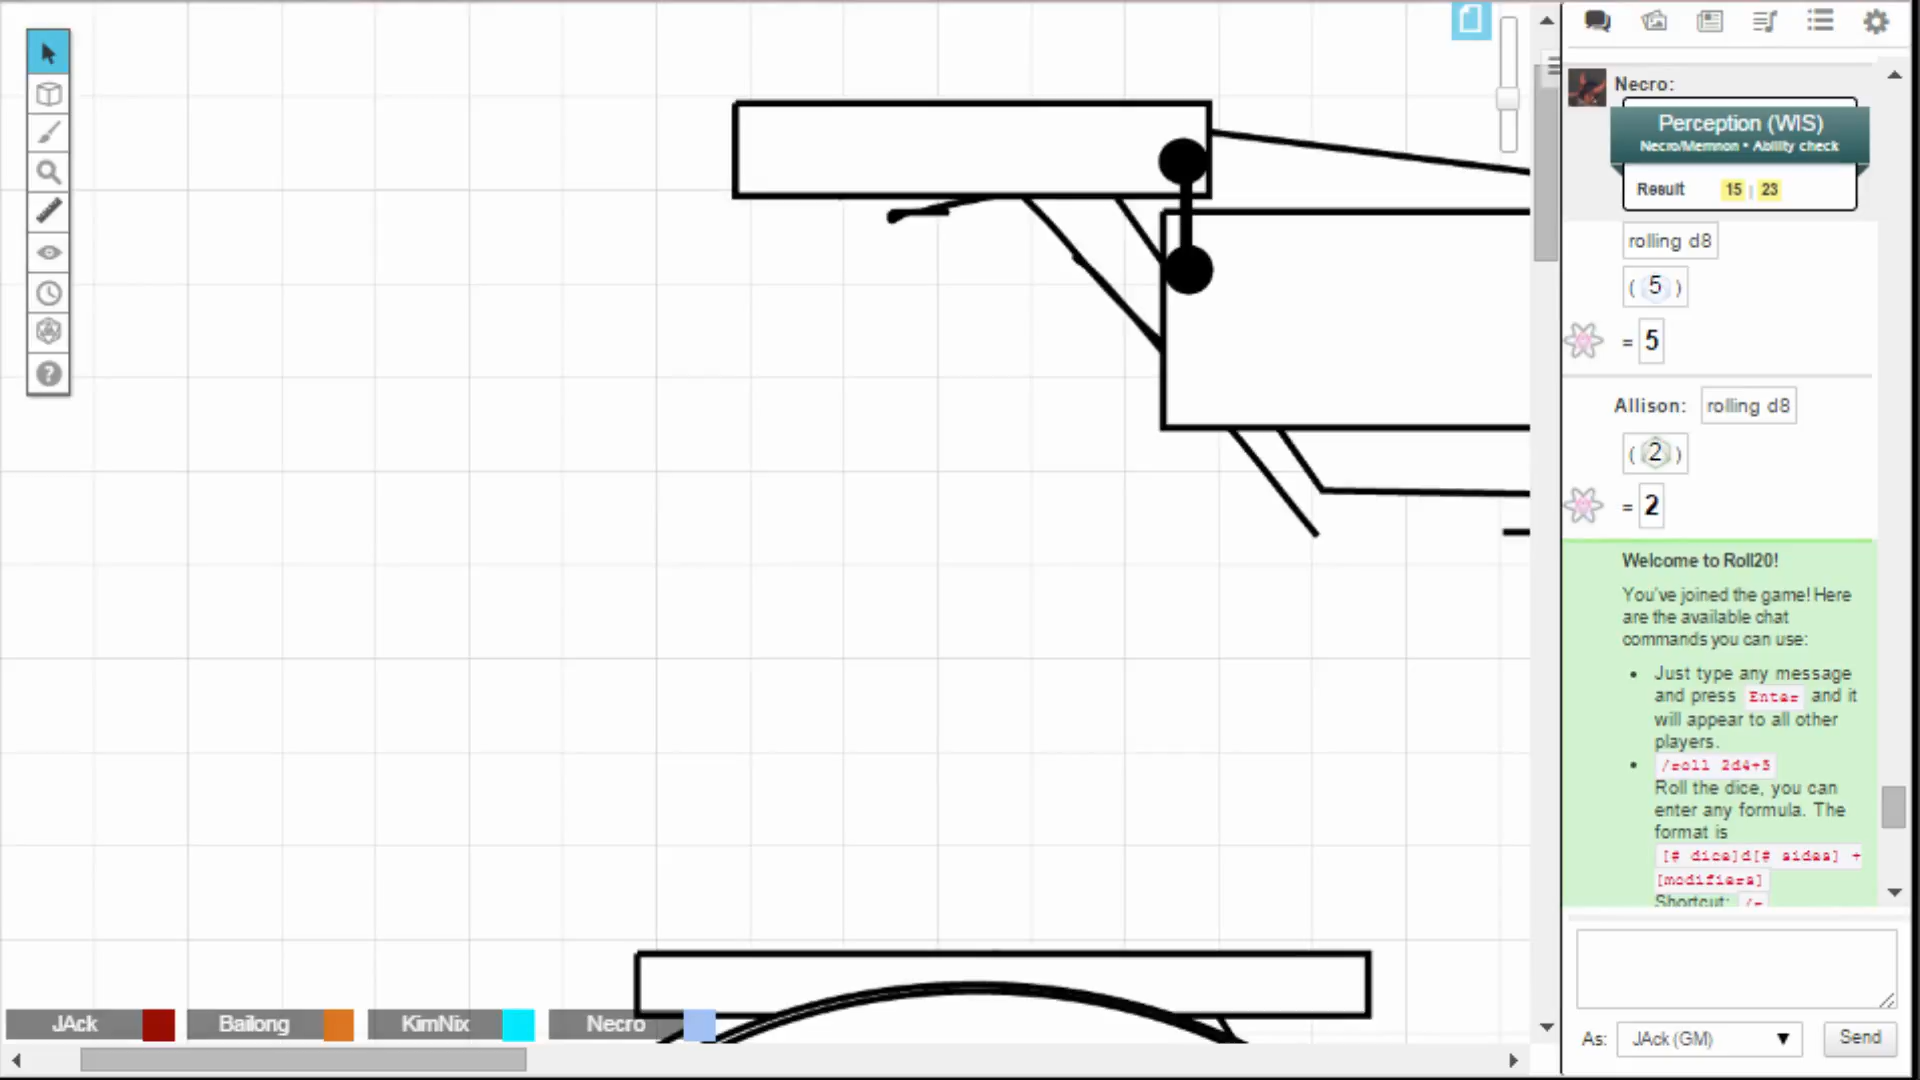 Necro:
Perception (WIS)
Necro/Memnon • Ability check
Result 15 | 23
rolling d8
( 5 )
= 5
Allison: rolling d8
( 2 )
= 2
Welcome to Roll20!
You've joined the game! Here
are the available chat
commands you can use:
• Just type any message
and press Enter and it
will appear to all other
players.
• /roll 2d4+5
Roll the dice, you can
enter any formula. The
format is
[# dice]d[# sides] +
[modifiers]
Shortcut: /r
JAck
Bailong
KimNix
Necro
As: JAck (GM) Send